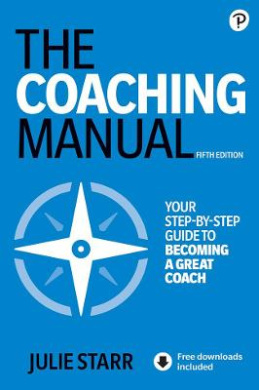 P
THE
COACHING
MANUAL
FIFTH EDITION
YOUR
STEP-BY-STEP
GUIDE TO
BECOMING
A GREAT
COACH
JULIE STARR
Free downloads
included